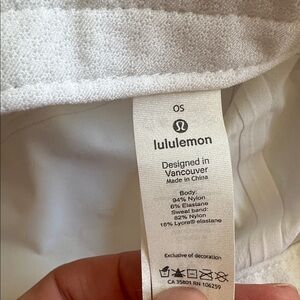 OS
lululemon
Designed in
Vancouver
Made in China
Body:
94% Nylon
6% Elastane
Sweat band:
82% Nylon
18% Lycra® elastane
Exclusive of decoration
CA 35801 RN 106259